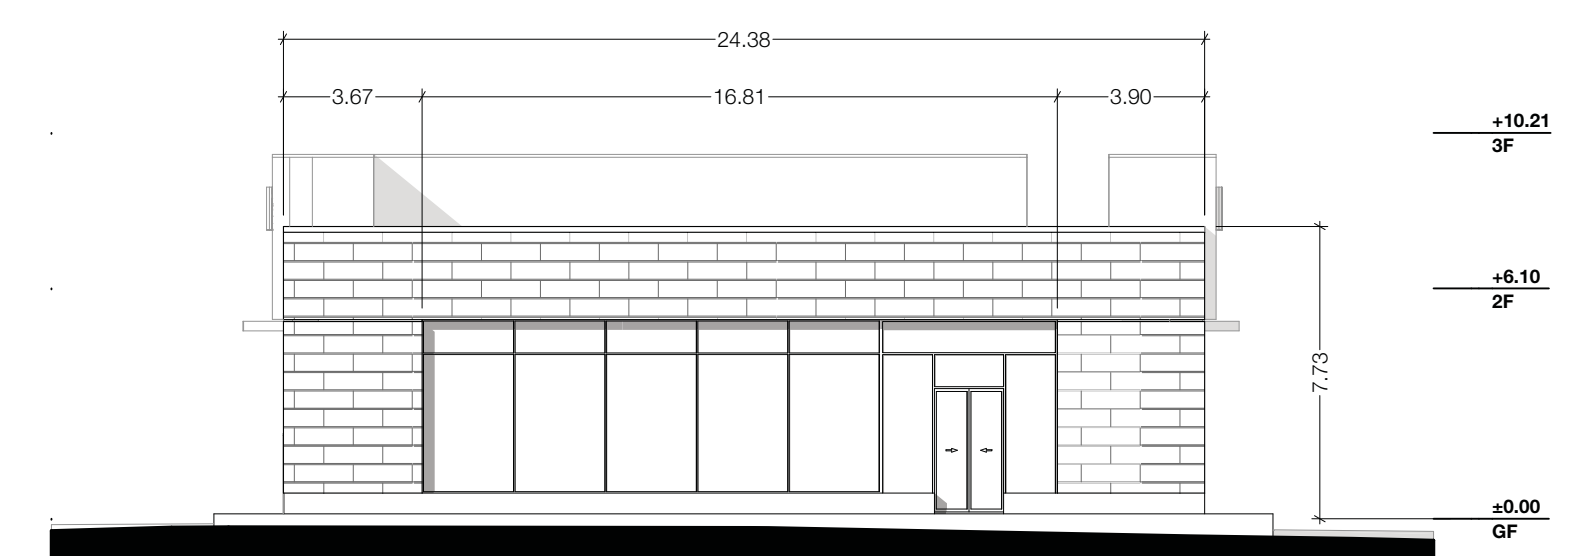 24.38
3.67
16.81
3.90
+10.21
3F
+6.10
2F
7.73
±0.00
GF